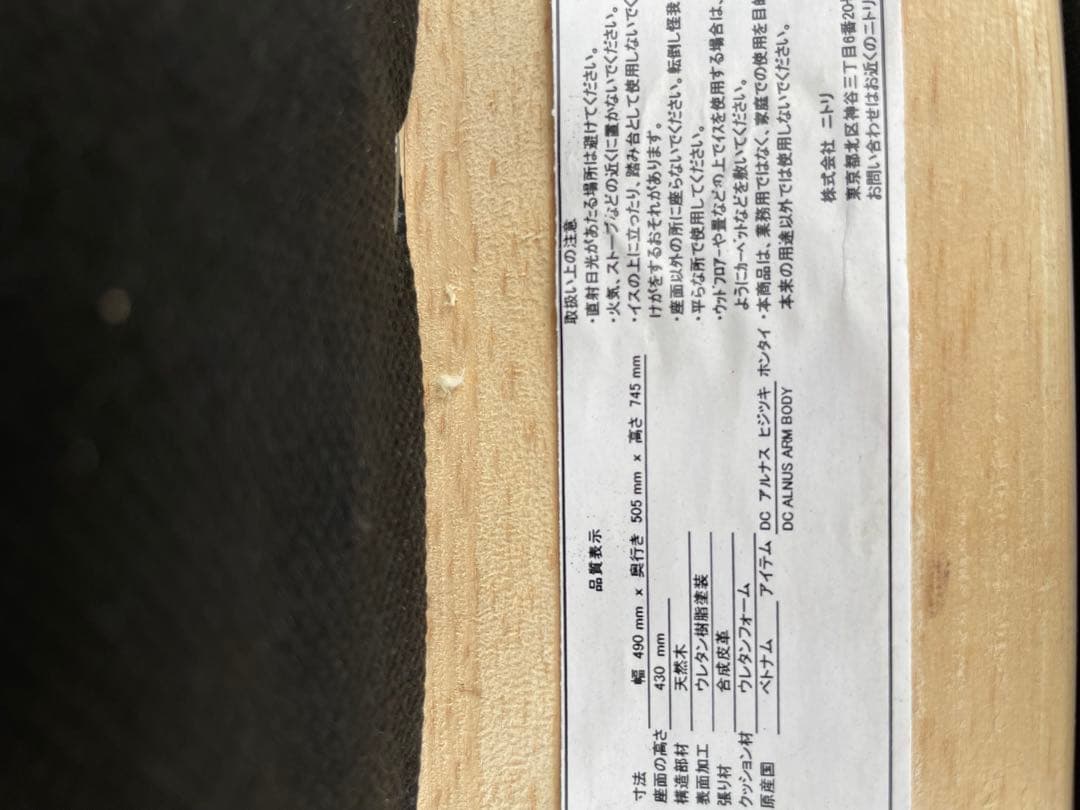 品質表示
寸法 幅 490 mm x 奥行き 505 mm x 高さ 745 mm
座面の高さ 430 mm
構造部材 天然木
表面加工 ウレタン樹脂塗装
張り材 合成皮革
クッション材 ウレタンフォーム
原産国 ベトナム アイテム DC アルナス ヒジツキ ホンタイ
DC ALNUS ARM BODY
取扱い上の注意
・直射日光があたる場所は避けてください。
・火気、ストーブなどの近くに置かないでください。
・イスの上に立ったり、踏み台として使用しないでく
けがをするおそれがあります。
・座面以外の所に座らないでください。転倒し怪我
・平らな所で使用してください。
・ウッドフロアーや畳などの上でイスを使用する場合は、
ようにカーペットなどを敷いてください。
・本商品は、業務用ではなく、家庭での使用を目的
本来の用途以外では使用しないでください。
株式会社 ニトリ
東京都北区神谷三丁目6番20号
お問い合わせはお近くのニトリ